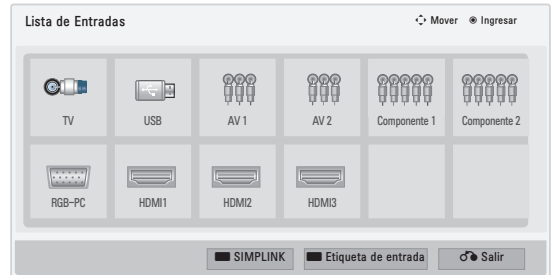 Lista de Entradas
Mover Ingresar
TV USB AV 1 AV 2 Componente 1 Componente 2
RGB-PC HDMI1 HDMI2 HDMI3
SIMPLINK Etiqueta de entrada Salir